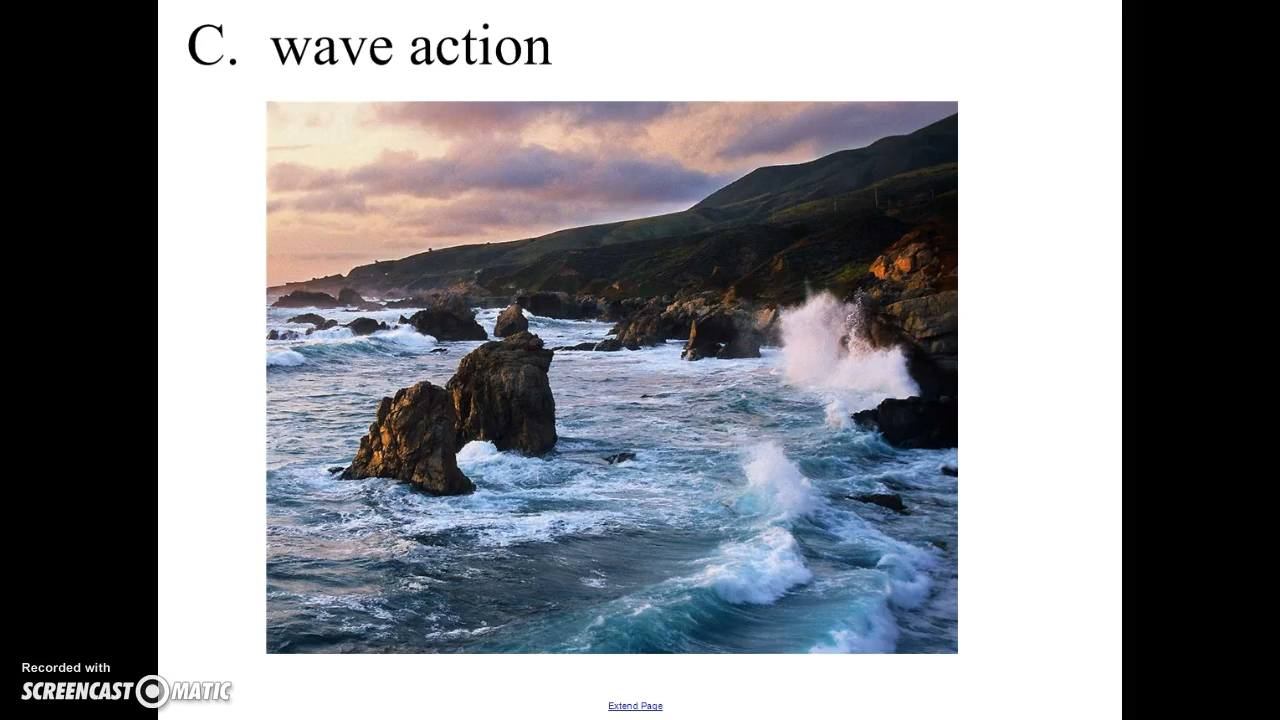 C. wave action
Recorded with
SCREENCAST-O-MATIC
Extend Page